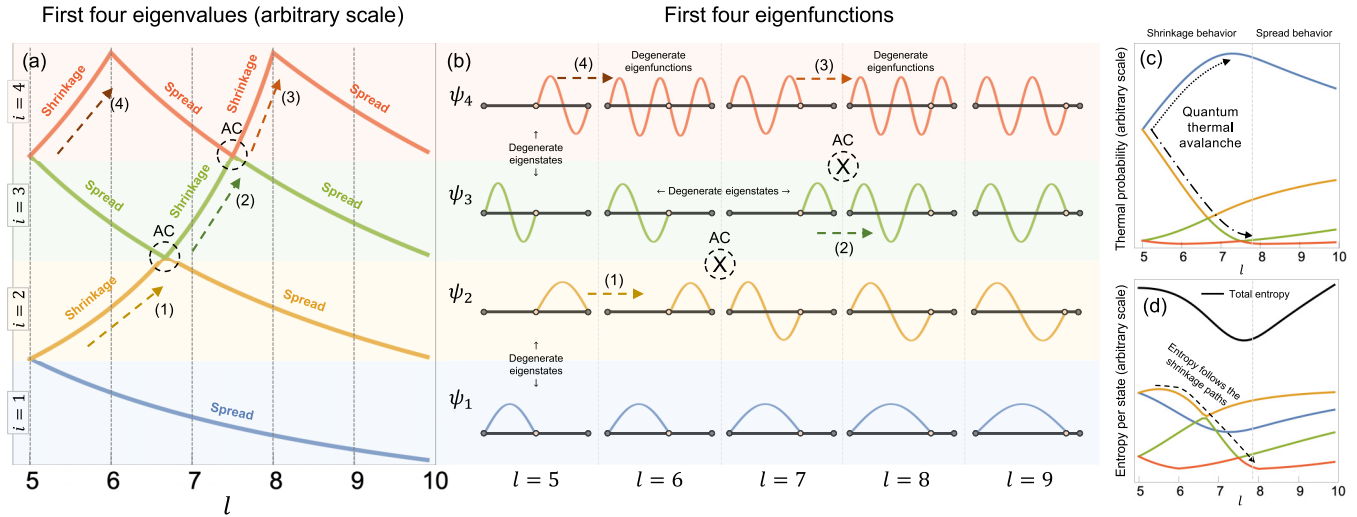 First four eigenvalues (arbitrary scale)
First four eigenfunctions
(a)
i = 4
i = 3
i = 2
i = 1
Shrinkage
(4)
Spread
Shrinkage
(3)
Spread
AC
Spread
Shrinkage
(2)
Spread
AC
Shrinkage
(1)
Spread
Spread
5 6 7 8 9 10
l
(b)
ψ4
(4)
Degenerate
eigenfunctions
(3)
Degenerate
eigenfunctions
↑
Degenerate
eigenstates
↓
AC
X
ψ3
← Degenerate eigenstates →
(2)
AC
X
ψ2
(1)
↑
Degenerate
eigenstates
↓
ψ1
l = 5 l = 6 l = 7 l = 8 l = 9
Shrinkage behavior Spread behavior
(c)
Thermal probability (arbitrary scale)
Quantum
thermal
avalanche
5 6 7 8 9 10
l
(d)
Total entropy
Entropy per state (arbitrary scale)
Entropy follows the
shrinkage paths
5 6 7 8 9 10
l